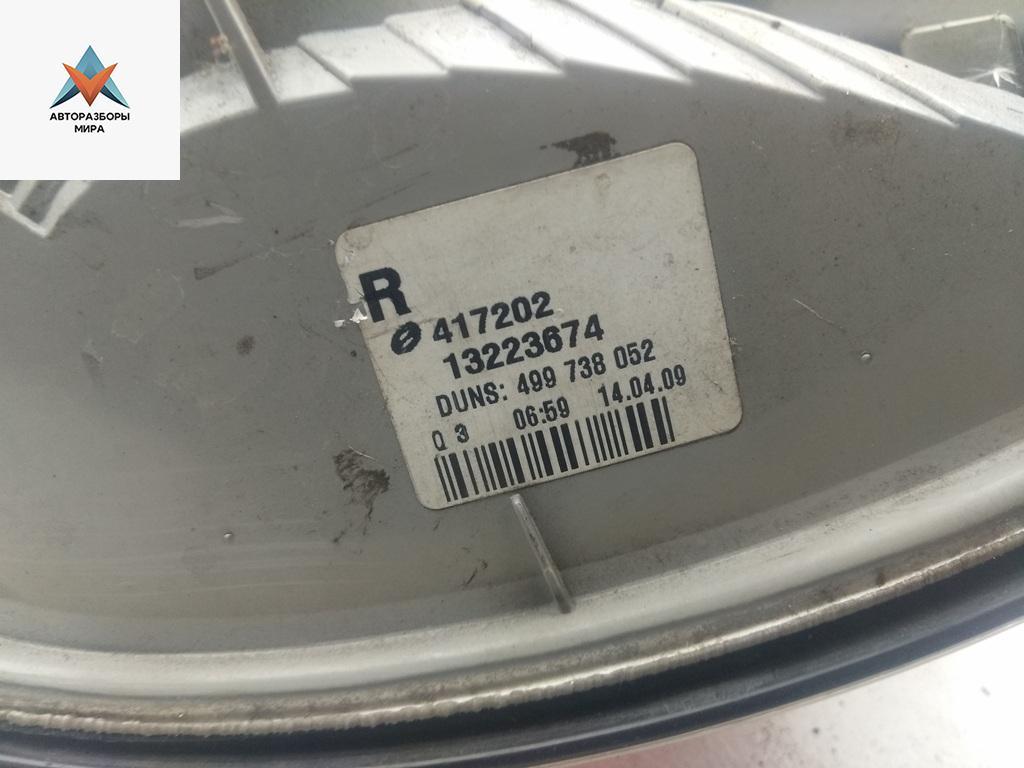 АВТОРАЗБОРЫ
МИРА
R
417202
13223674
DUNS: 499 738 052
Q 3 06:59 14.04.09